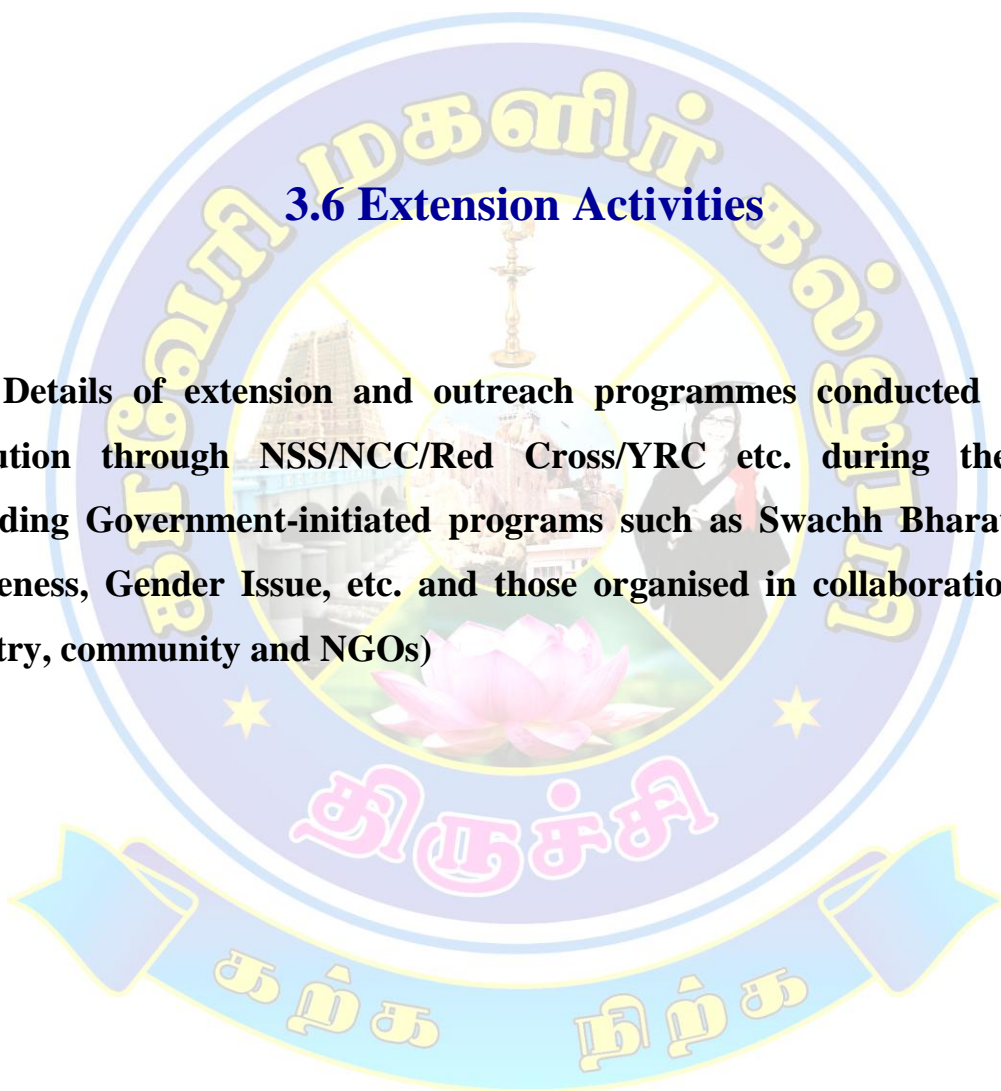 3.6 Extension Activities
Details of extension and outreach programmes conducted
ution through NSS/NCC/Red Cross/YRC etc. during the
ding Government-initiated programs such as Swachh Bharat
eness, Gender Issue, etc. and those organised in collaboratio
try, community and NGOs)
காவேரி மகளிர் கல்லூரி
திருச்சி
கற்க நிற்க